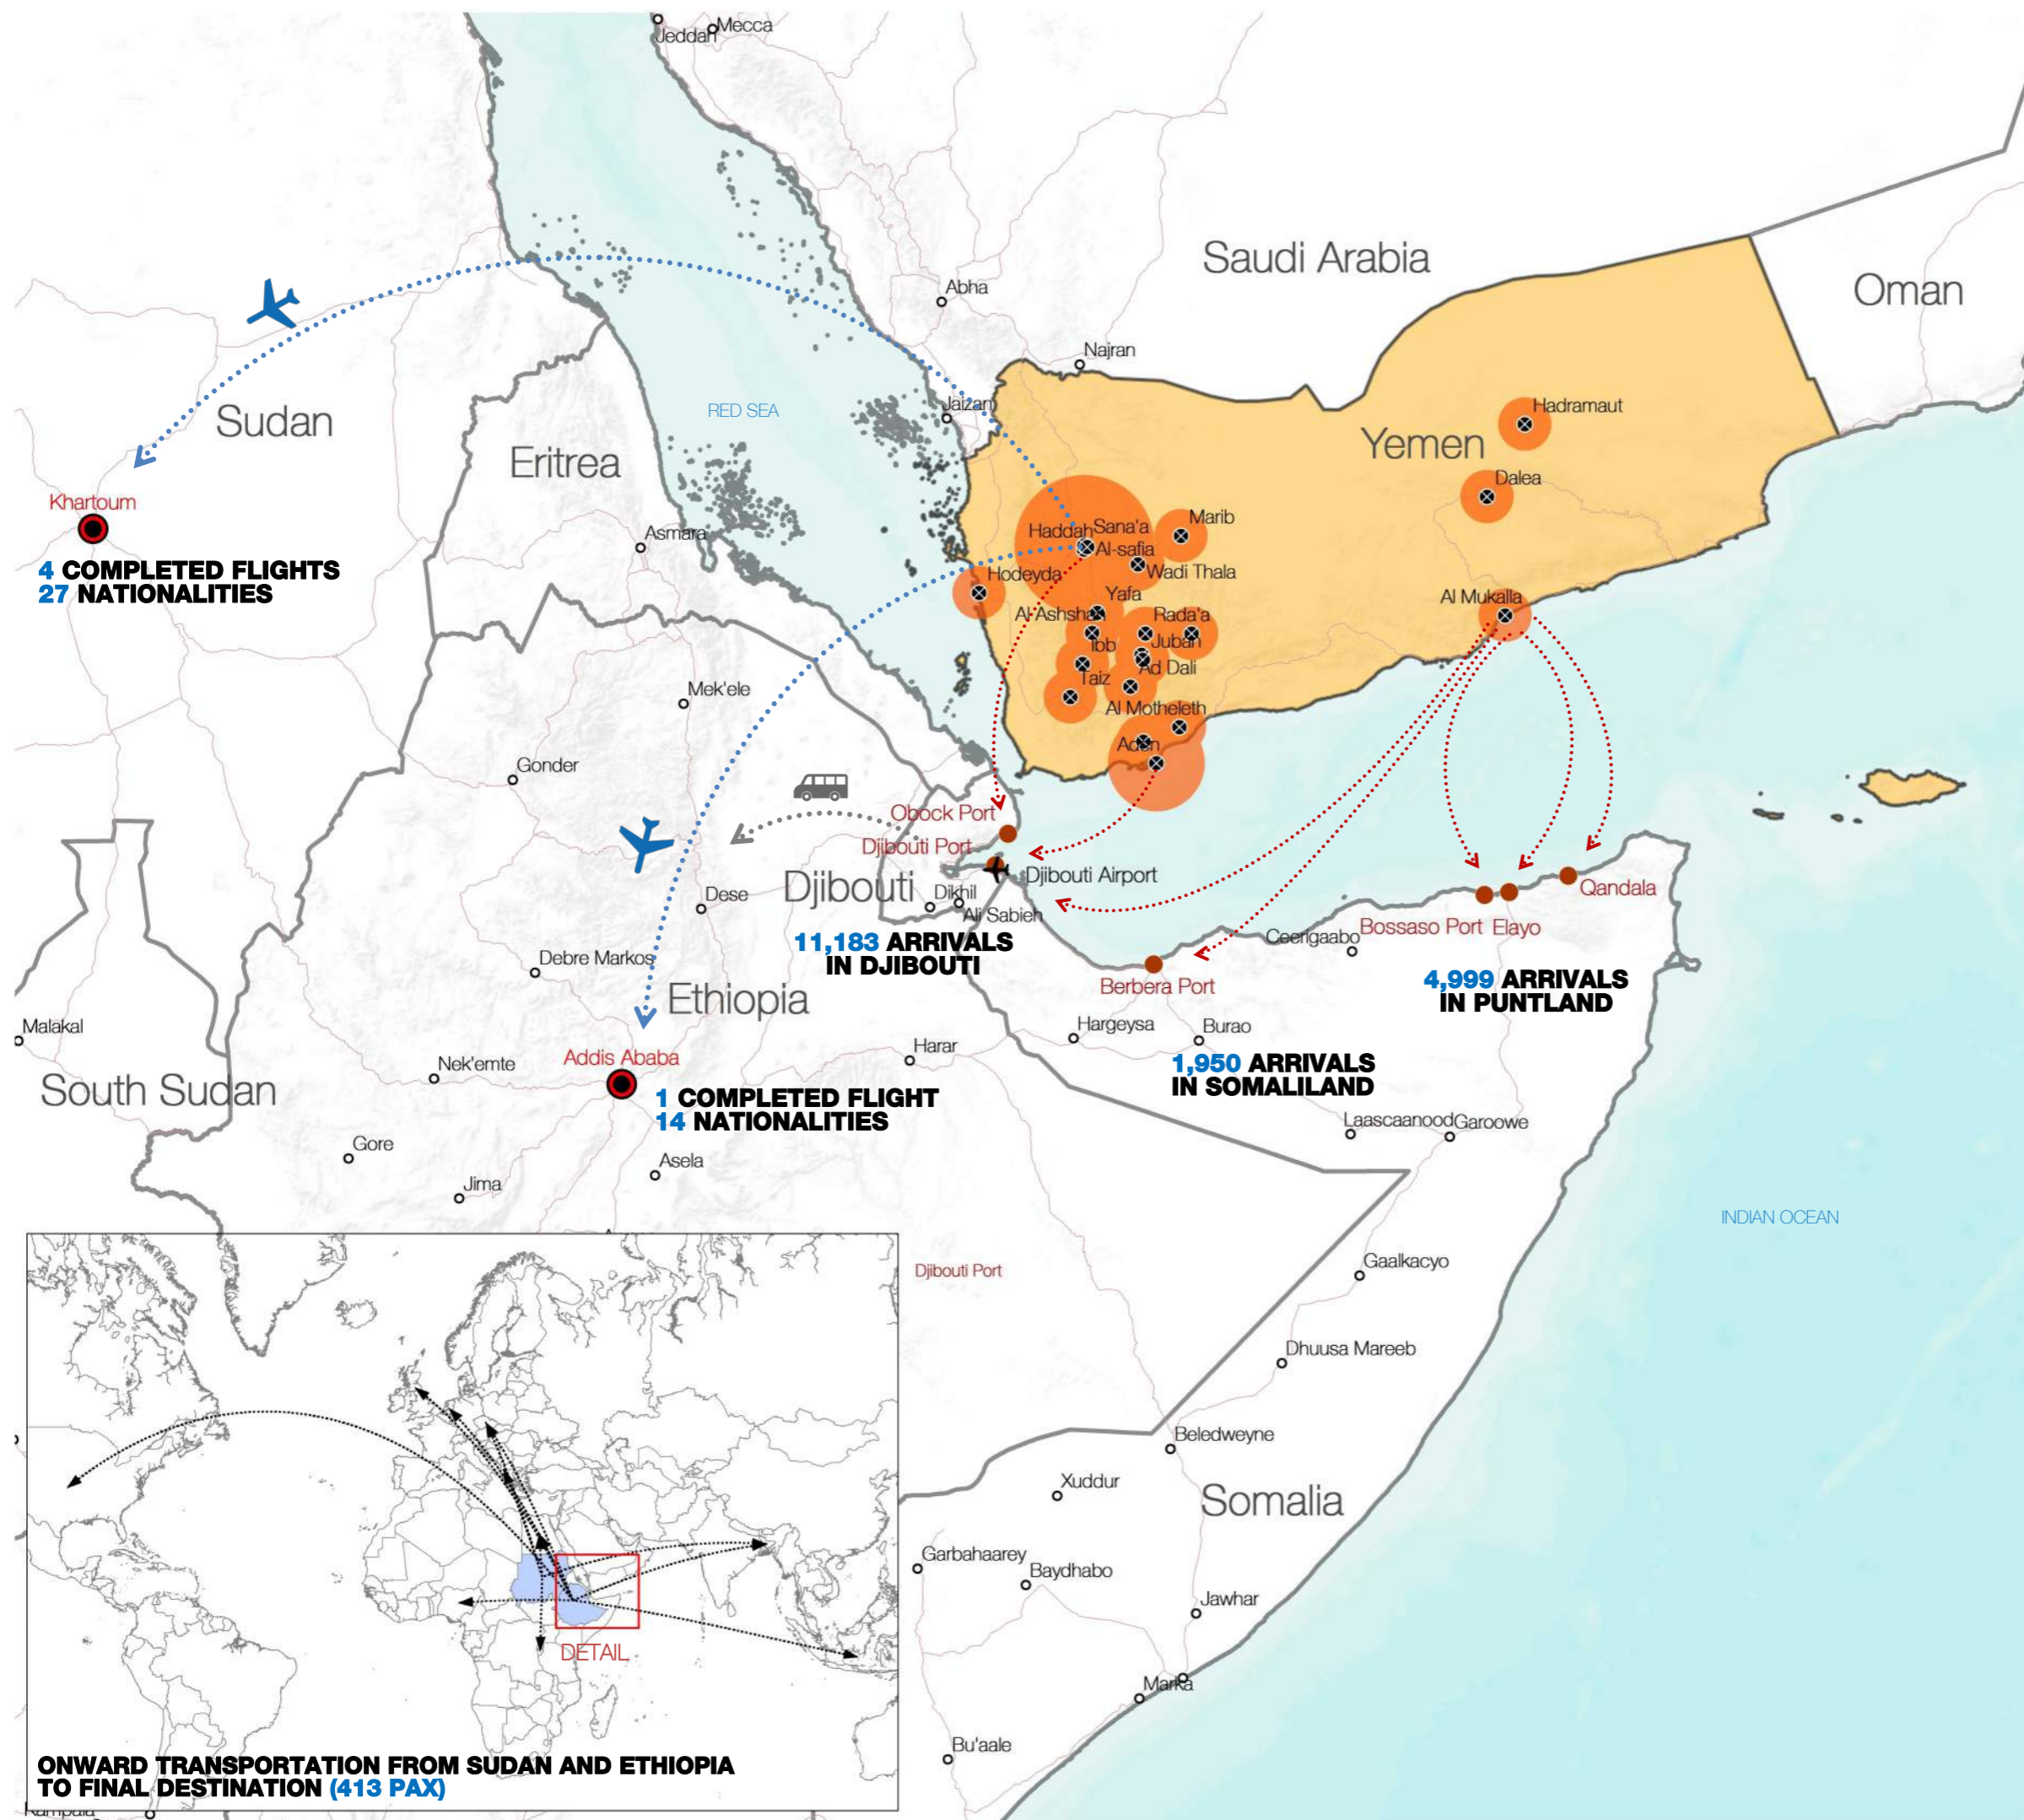 Jeddah
Mecca
Saudi Arabia
Oman
Abha
Najran
RED SEA
Jaizan
Sudan
Eritrea
Yemen
Hadramaut
Dalea
Khartoum
4 COMPLETED FLIGHTS
27 NATIONALITIES
Asmara
Haddah
Sana'a
Marib
Al-safia
Wadi Thala
Hodeyda
Yafa
Al Mukalla
Rada'a
Ibb
Juban
Ad Dali
Taiz
Al Motheleth
Aden
Mek'ele
Gonder
Obock Port
Djibouti Port
Djibouti
Djibouti Airport
Dikhil
Ali Sabieh
Dese
Qandala
Bossaso Port
Elayo
Ceerigaabo
11,183 ARRIVALS
IN DJIBOUTI
Debre Markos
Ethiopia
Berbera Port
4,999 ARRIVALS
IN PUNTLAND
Malakal
Hargeysa
Burao
Harar
Nek'emte
Addis Ababa
South Sudan
1,950 ARRIVALS
IN SOMALILAND
1 COMPLETED FLIGHT
14 NATIONALITIES
Laascaanood
Garoowe
Gore
Asela
Jima
INDIAN OCEAN
Djibouti Port
Gaalkacyo
Dhuusa Mareeb
Beledweyne
Xuddur
Somalia
Garbahaarey
Baydhabo
Jawhar
DETAIL
Marka
Bu'aale
ONWARD TRANSPORTATION FROM SUDAN AND ETHIOPIA
TO FINAL DESTINATION (413 PAX)
Kampala